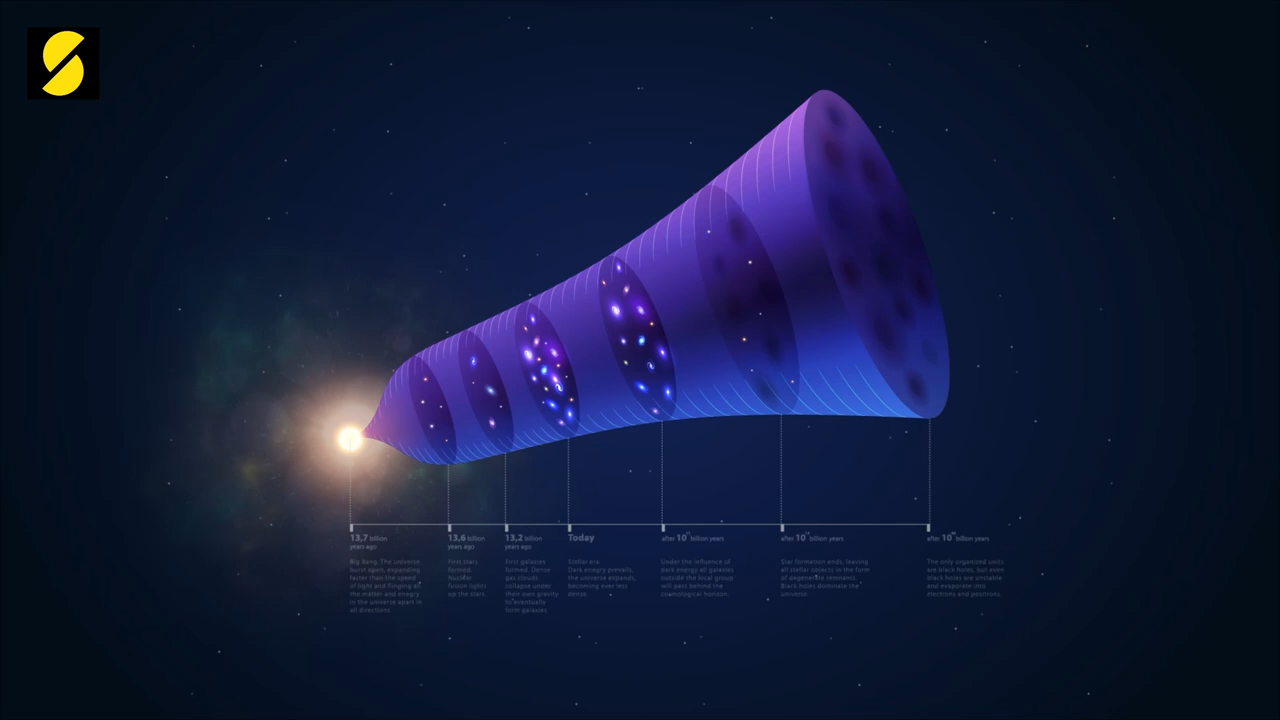 13,7 billion
years ago
Big Bang. The universe
burst open, expanding
faster than the speed
of light and flinging all
the matter and enegry
in the universe apart in
all directions.
13,6 billion
years ago
First stars
formed.
Nuclear
fusion lights
up the stars.
13,2 billion
years ago
First galaxies
formed. Dense
gas clouds
collapse under
their own gravity
to eventually
form galaxies.
Today
Stellar era.
Dark enegry prevails,
the universe expands,
becoming ever less
dense.
after 10 billion years
Under the influence of
dark energy all galaxies
outside the local group
will pass behind the
cosmological horizon.
after 10 billion years
Star formation ends, leaving
all stellar objects in the form
of degenerate remnants.
Black holes dominate the
universe.
after 10 billion years
The only organized units
are black holes, but even
black holes are unstable
and evaporate into
electrons and positrons.